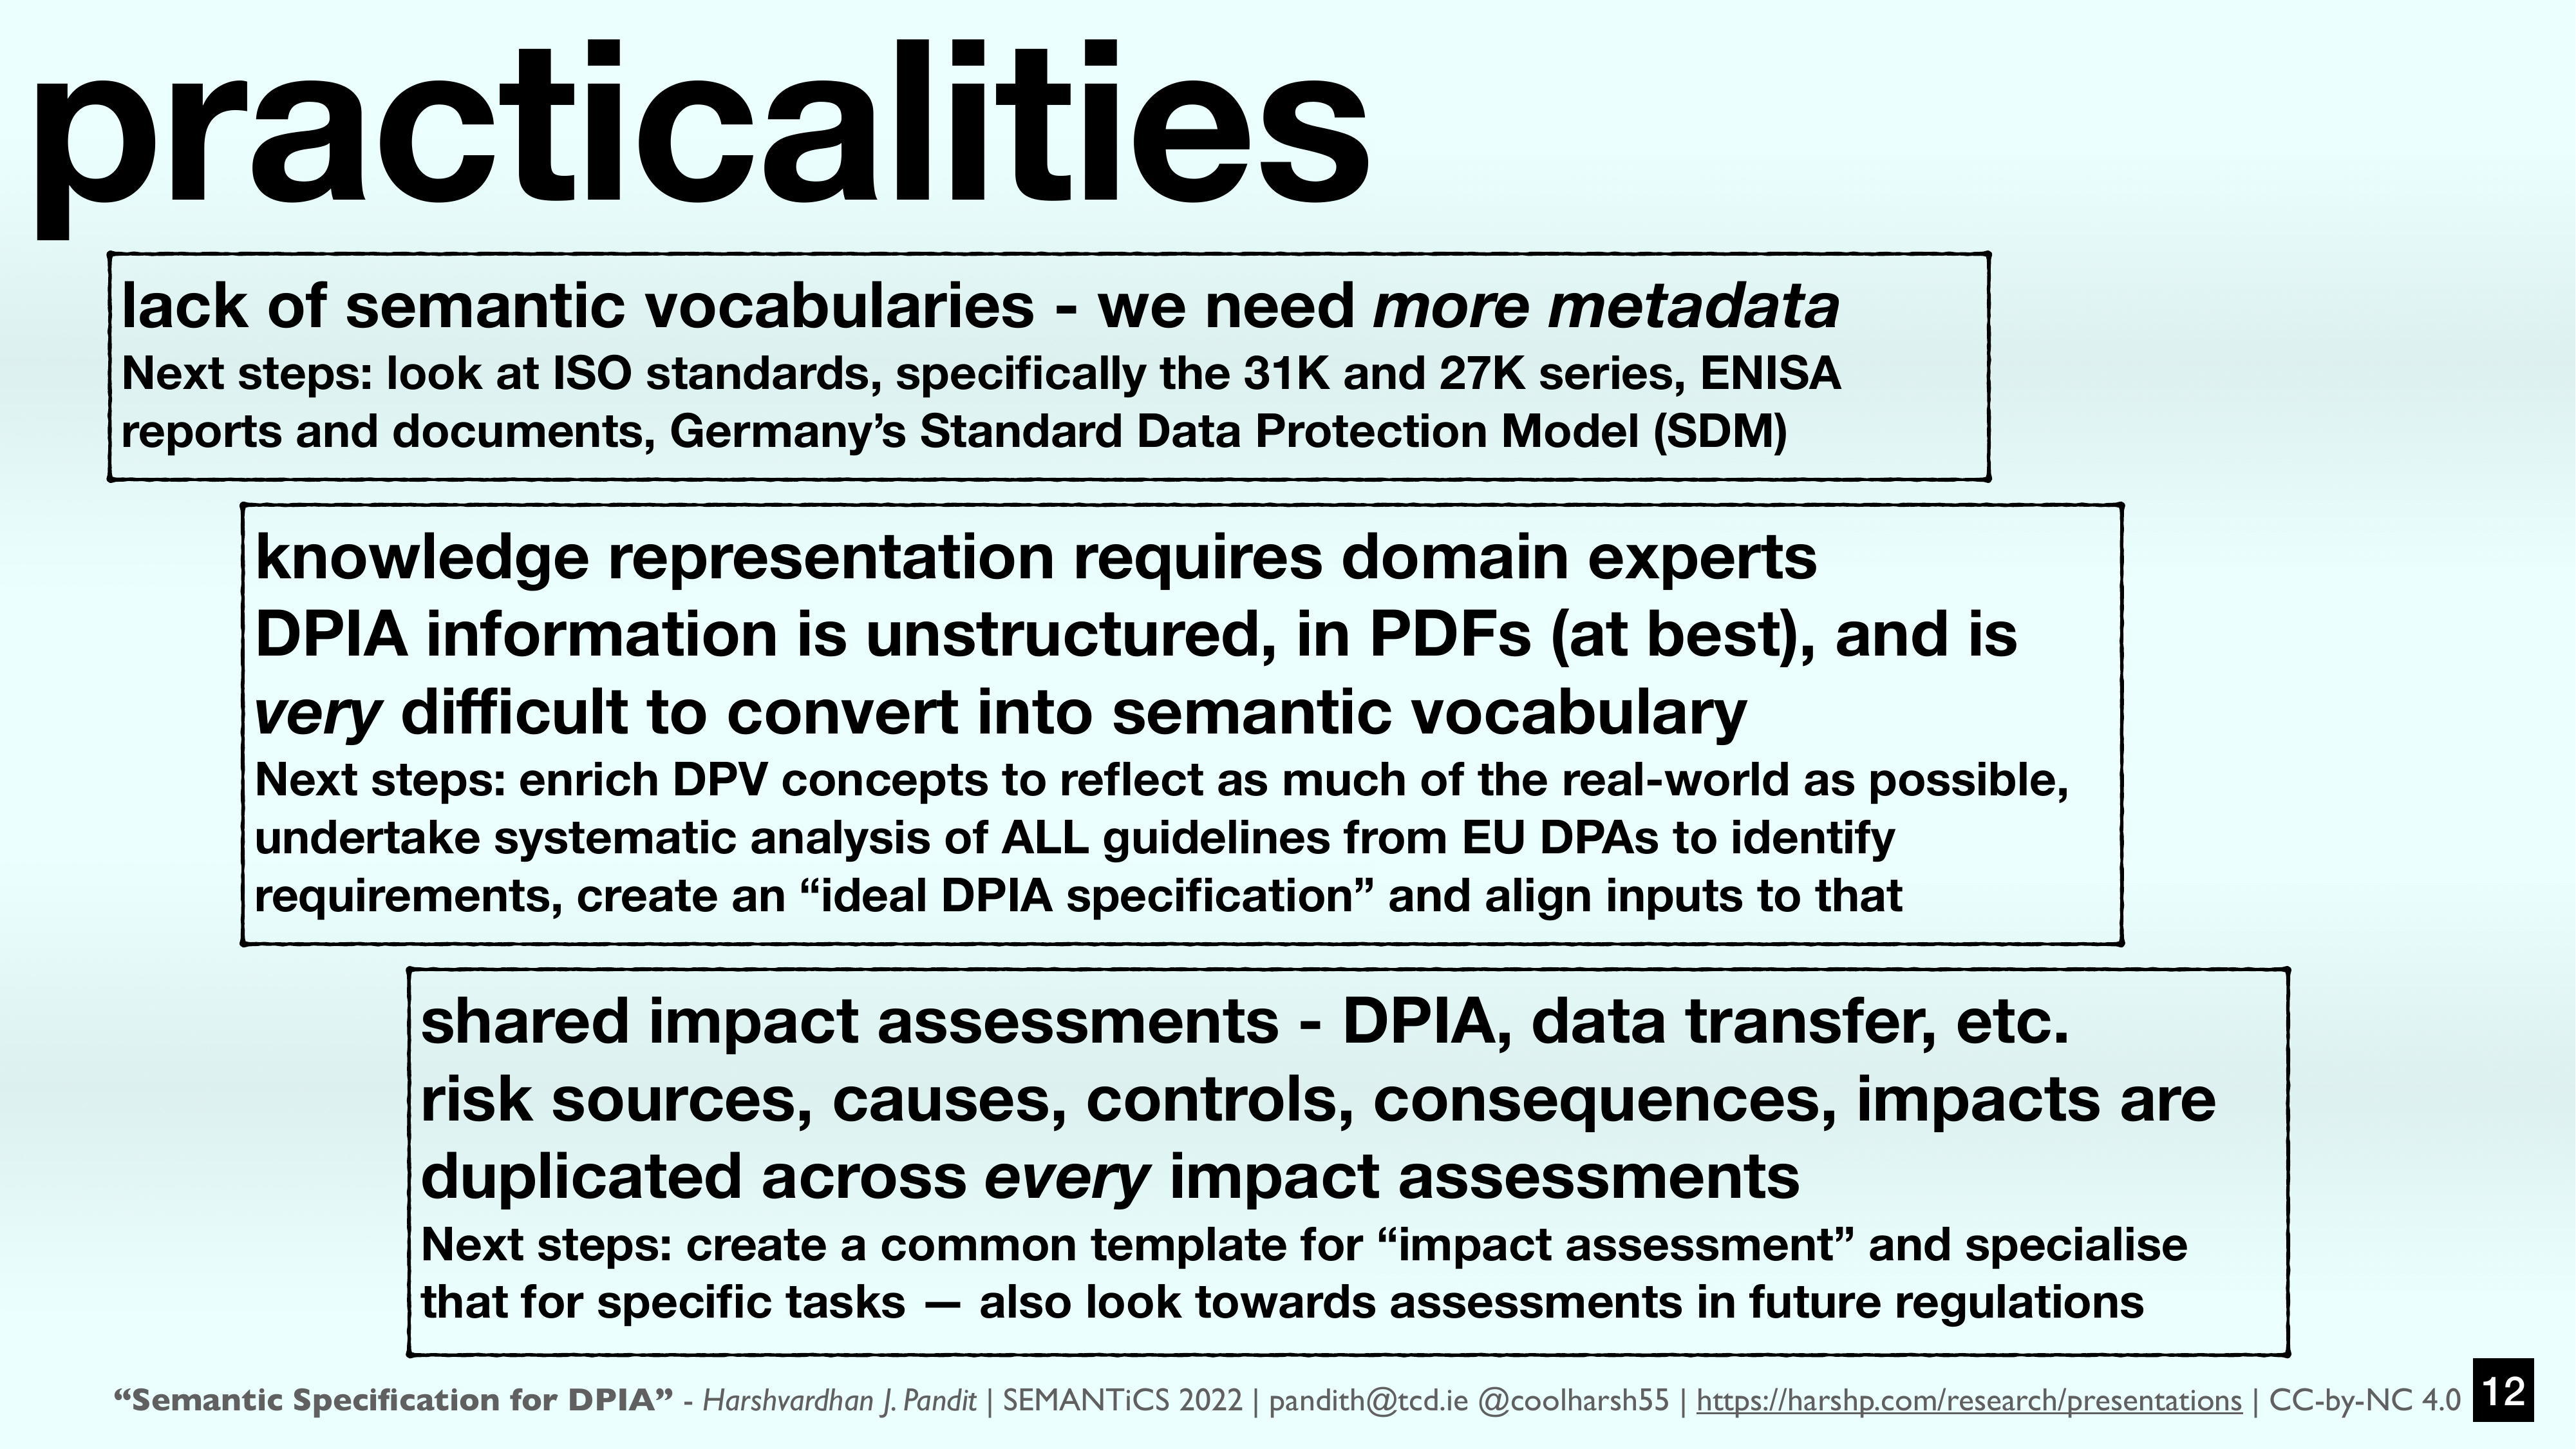 practicalities
lack of semantic vocabularies - we need more metadata
Next steps: look at ISO standards, specifically the 31K and 27K series, ENISA
reports and documents, Germany’s Standard Data Protection Model (SDM)
knowledge representation requires domain experts
DPIA information is unstructured, in PDFs (at best), and is
very difficult to convert into semantic vocabulary
Next steps: enrich DPV concepts to reflect as much of the real-world as possible,
undertake systematic analysis of ALL guidelines from EU DPAs to identify
requirements, create an “ideal DPIA specification” and align inputs to that
shared impact assessments - DPIA, data transfer, etc.
risk sources, causes, controls, consequences, impacts are
duplicated across every impact assessments
Next steps: create a common template for “impact assessment” and specialise
that for specific tasks — also look towards assessments in future regulations
“Semantic Specification for DPIA” - Harshvardhan J. Pandit | SEMANTiCS 2022 | pandith@tcd.ie @coolharsh55 | https://harshp.com/research/presentations | CC-by-NC 4.0 12